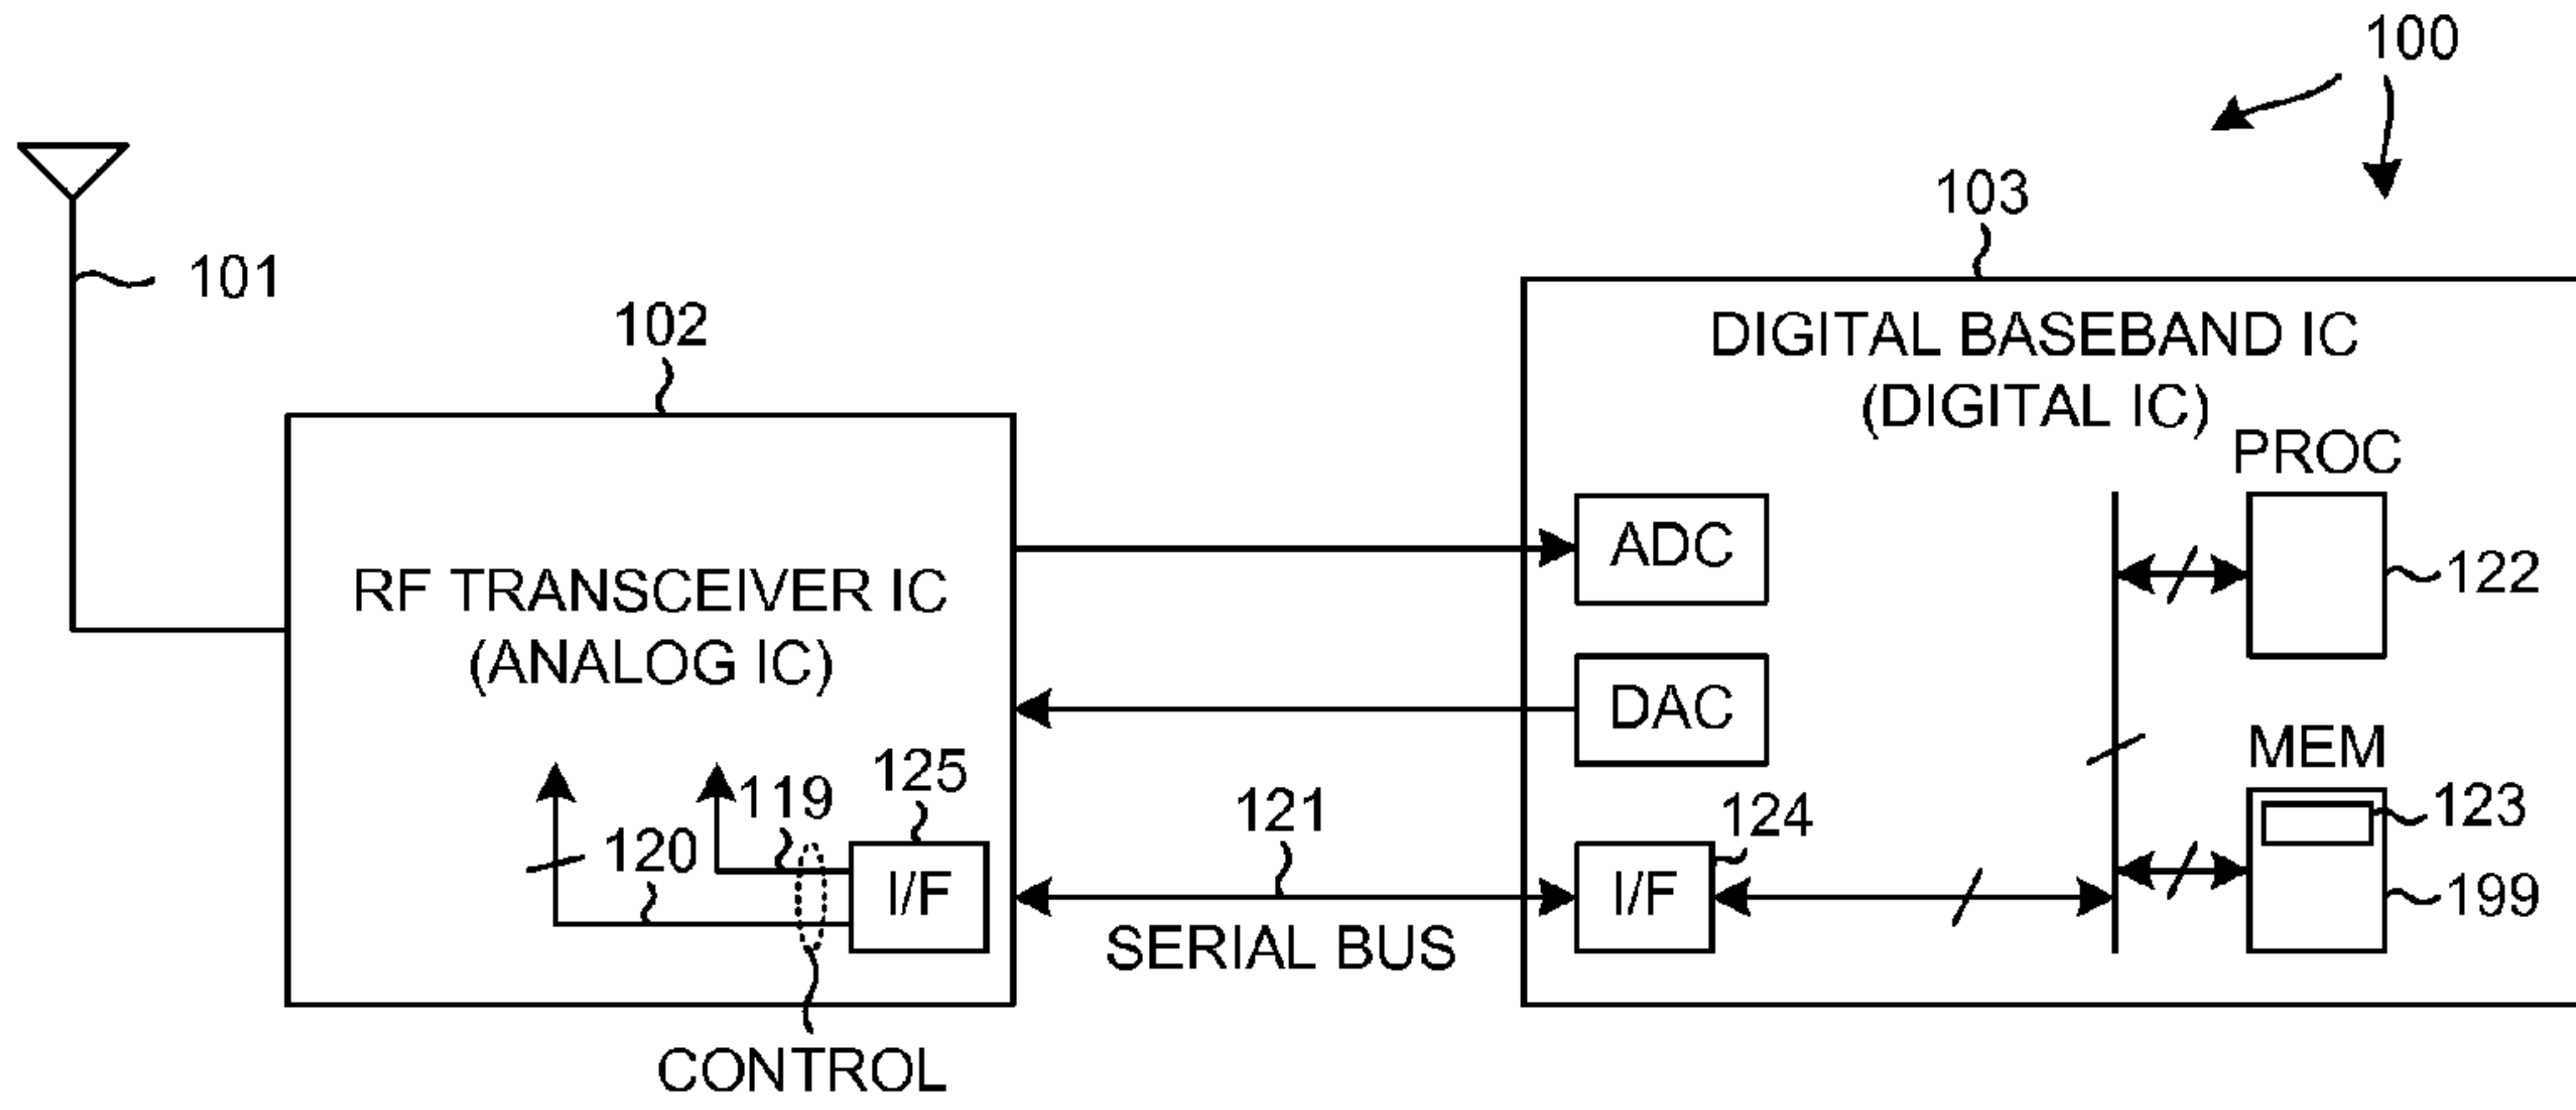 100
103
101
102
DIGITAL BASEBAND IC
(DIGITAL IC)
PROC
ADC
122
RF TRANSCEIVER IC
(ANALOG IC)
DAC
MEM
125
119
121
124
123
120
I/F
I/F
199
SERIAL BUS
CONTROL